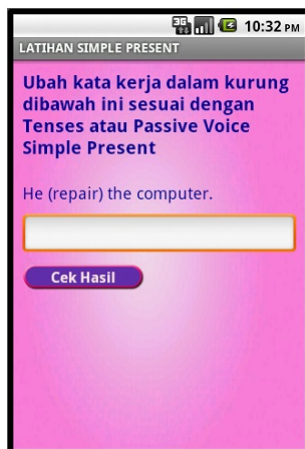 3G 10:32 PM
LATIHAN SIMPLE PRESENT
Ubah kata kerja dalam kurung
dibawah ini sesuai dengan
Tenses atau Passive Voice
Simple Present
He (repair) the computer.
Cek Hasil